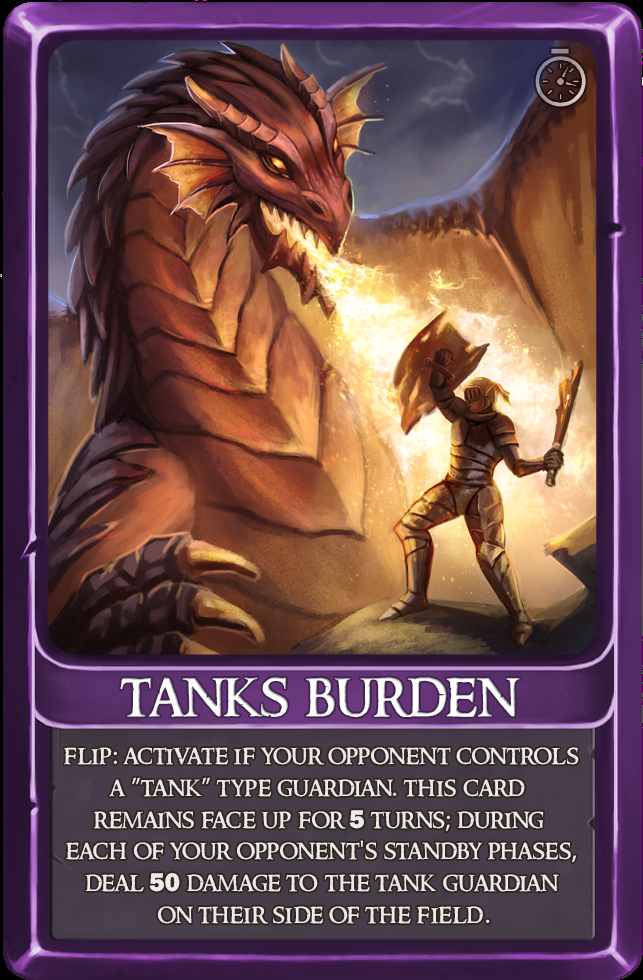 TANKS BURDEN
FLIP: ACTIVATE IF YOUR OPPONENT CONTROLS
A "TANK" TYPE GUARDIAN. THIS CARD
REMAINS FACE UP FOR 5 TURNS; DURING
EACH OF YOUR OPPONENT'S STANDBY PHASES,
DEAL 50 DAMAGE TO THE TANK GUARDIAN
ON THEIR SIDE OF THE FIELD.